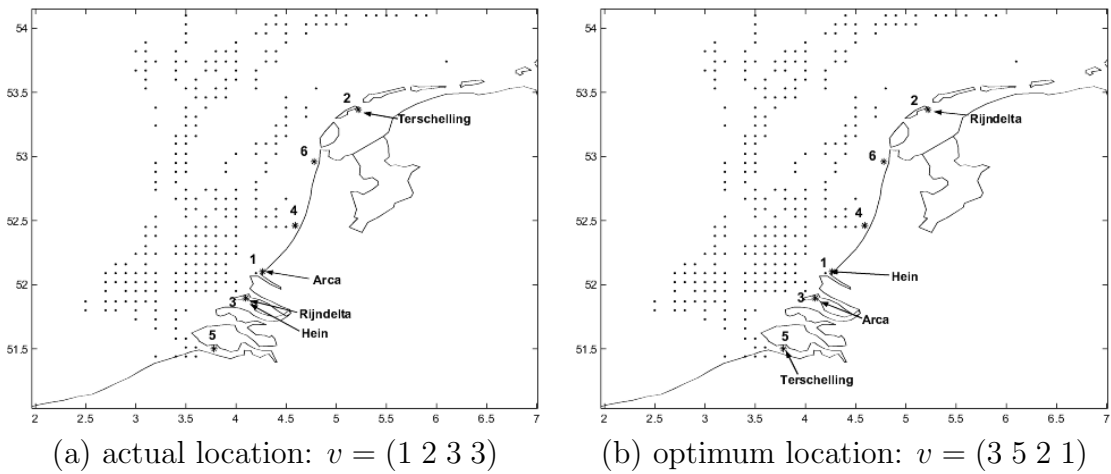 54
53.5
53
52.5
52
51.5
2 2.5 3 3.5 4 4.5 5 5.5 6 6.5 7
2
Terschelling
6
4
1
Arca
3
Rijndelta
Hein
5
(a) actual location: v = (1 2 3 3)
54
53.5
53
52.5
52
51.5
2 2.5 3 3.5 4 4.5 5 5.5 6 6.5 7
2
Rijndelta
6
4
1
Hein
3
Arca
5
Terschelling
(b) optimum location: v = (3 5 2 1)